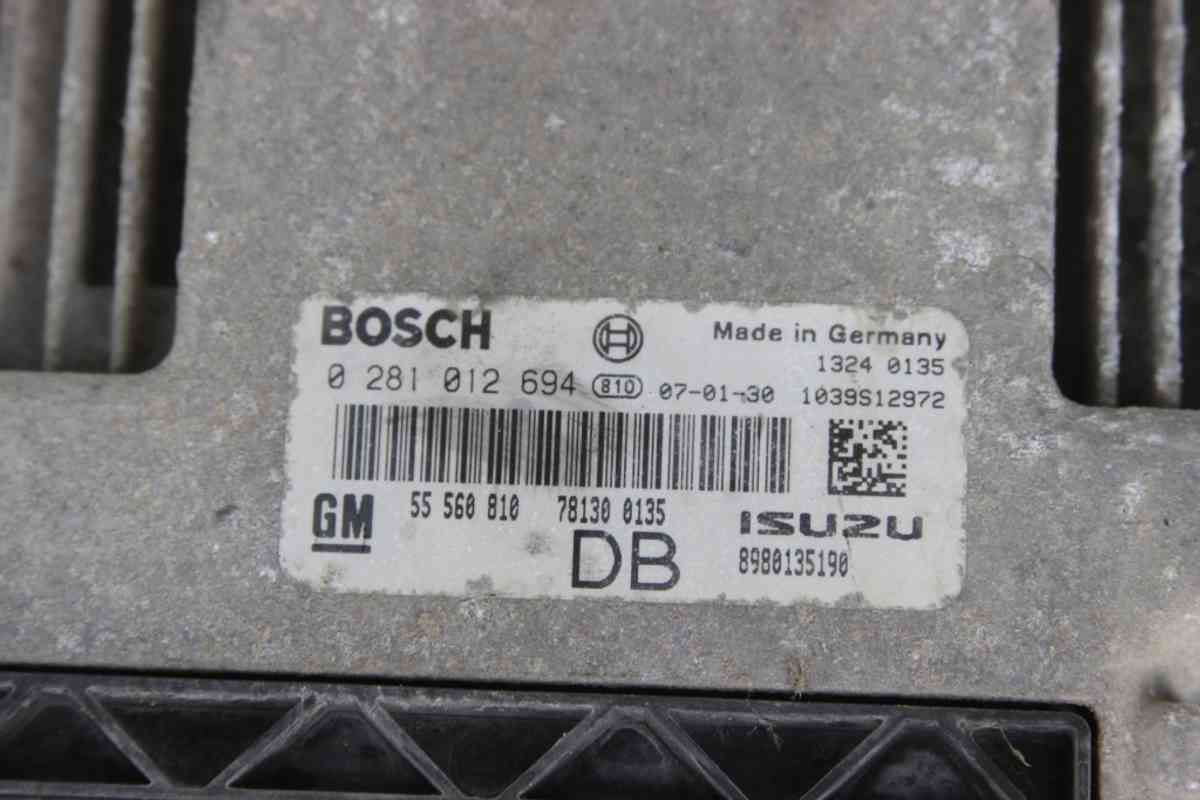 BOSCH Made in Germany
1324 0135
0 281 012 694 810 07-01-30 1039S12972
GM 55 560 810 78130 0135 ISUZU
DB 8980135190